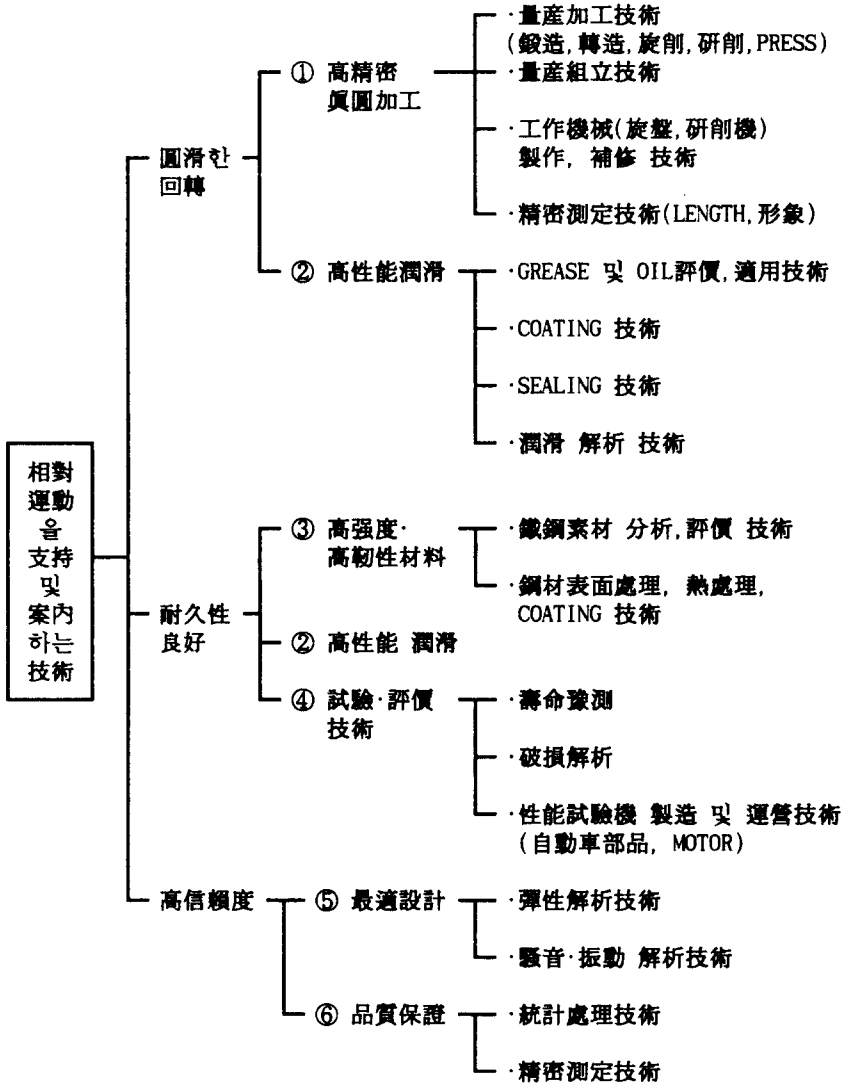 相對
運動
을
支持
및
案内
하는
技術
圓滑한
回轉
① 高精密
眞圓加工
·量産加工技術
(鍛造,轉造,旋削,研削,PRESS)
·量産組立技術
·工作機械(旋盤,研削機)
製作, 補修 技術
·精密測定技術(LENGTH,形象)
② 高性能潤滑
·GREASE 및 OIL評價,適用技術
·COATING 技術
·SEALING 技術
·潤滑 解析 技術
耐久性
良好
③ 高强度·
高韌性材料
·鐵鋼素材 分析,評價 技術
·鋼材表面處理, 熱處理,
COATING 技術
② 高性能 潤滑
④ 試驗·評價
技術
·壽命豫測
·破損解析
·性能試驗機 製造 및 運營技術
(自動車部品, MOTOR)
高信賴度
⑤ 最適設計
·彈性解析技術
·騷音·振動 解析技術
⑥ 品質保證
·統計處理技術
·精密測定技術